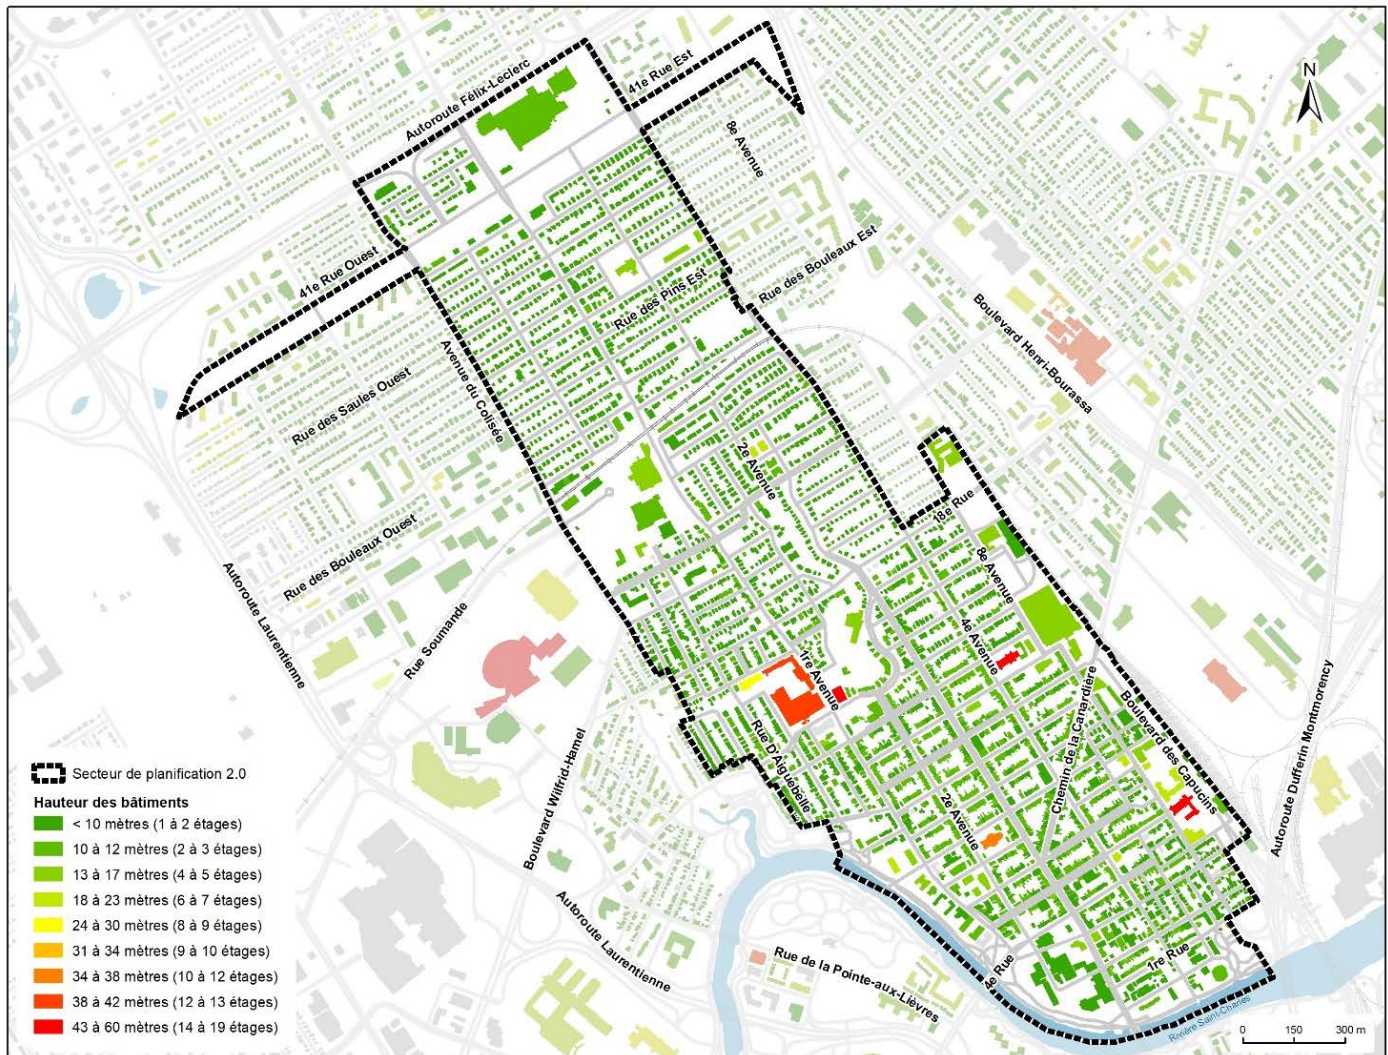 Autoroute Félix-Leclerc
41e Rue Est
N
8e Avenue
41e Rue Ouest
Rue des Pins Est
Rue des Bouleaux Est
Boulevard Henri-Bourassa
Avenue du Colisée
Rue des Saules Ouest
2e Avenue
18e Rue
Rue des Bouleaux Ouest
8e Avenue
Autoroute Laurentienne
Rue Soumande
4e Avenue
1re Avenue
Chemin de la Canardière
Boulevard des Capucins
Autoroute Dufferin Montmorency
Rue D'Aiguebelle
Boulevard Wilfrid-Hamel
2e Avenue
Autoroute Laurentienne
Rue de la Pointe-aux-Lièvres
4e Rue
1re Rue
Rivière Saint-Charles
Secteur de planification 2.0
Hauteur des bâtiments
< 10 mètres (1 à 2 étages)
10 à 12 mètres (2 à 3 étages)
13 à 17 mètres (4 à 5 étages)
18 à 23 mètres (6 à 7 étages)
24 à 30 mètres (8 à 9 étages)
31 à 34 mètres (9 à 10 étages)
34 à 38 mètres (10 à 12 étages)
38 à 42 mètres (12 à 13 étages)
43 à 60 mètres (14 à 19 étages)
0 150 300 m